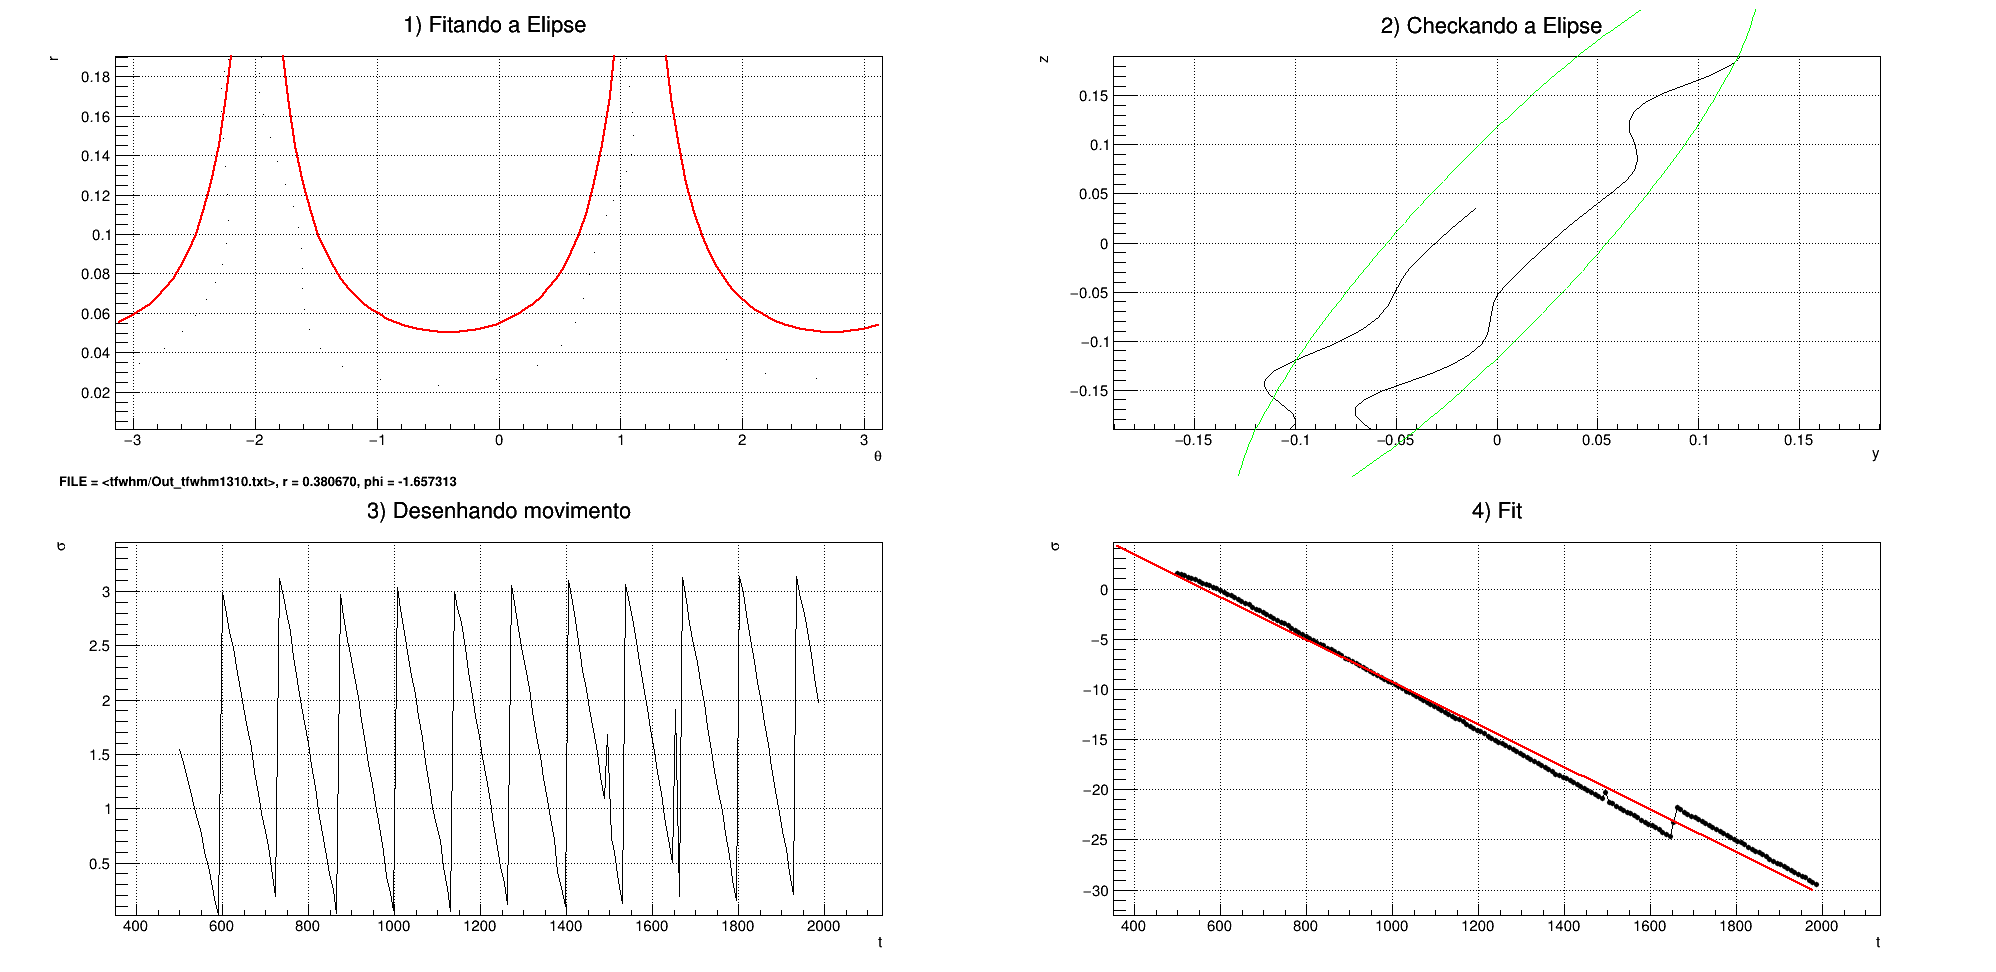 1) Fitando a Elipse
r
0.18
0.16
0.14
0.12
0.1
0.08
0.06
0.04
0.02
−3 −2 −1 0 1 2 3
θ
2) Checkando a Elipse
z
0.15
0.1
0.05
0
−0.05
−0.1
−0.15
−0.15 −0.1 −0.05 0 0.05 0.1 0.15
y
FILE = <tfwhm/Out_tfwhm1310.txt>, r = 0.380670, phi = -1.657313
3) Desenhando movimento
σ
3
2.5
2
1.5
1
0.5
400 600 800 1000 1200 1400 1600 1800 2000
t
4) Fit
σ
0
−5
−10
−15
−20
−25
−30
400 600 800 1000 1200 1400 1600 1800 2000
t